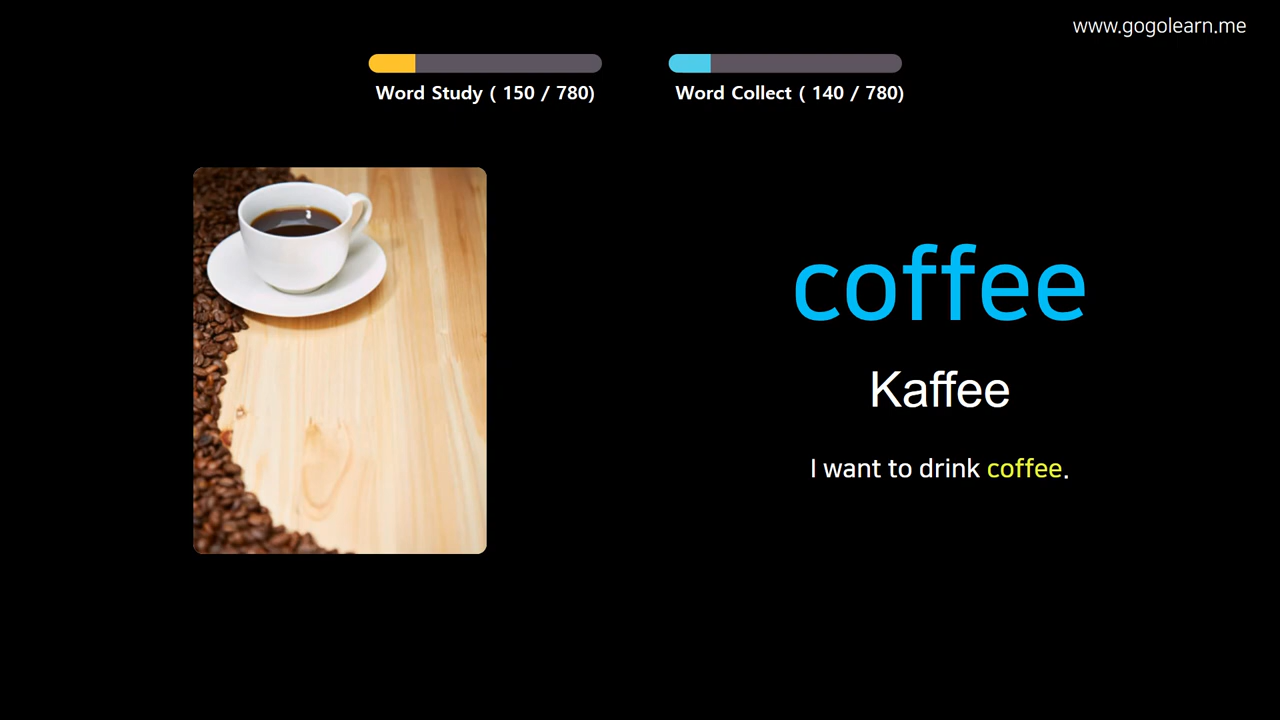 www.gogolearn.me
Word Study ( 150 / 780)
Word Collect ( 140 / 780)
coffee
Kaffee
I want to drink coffee.